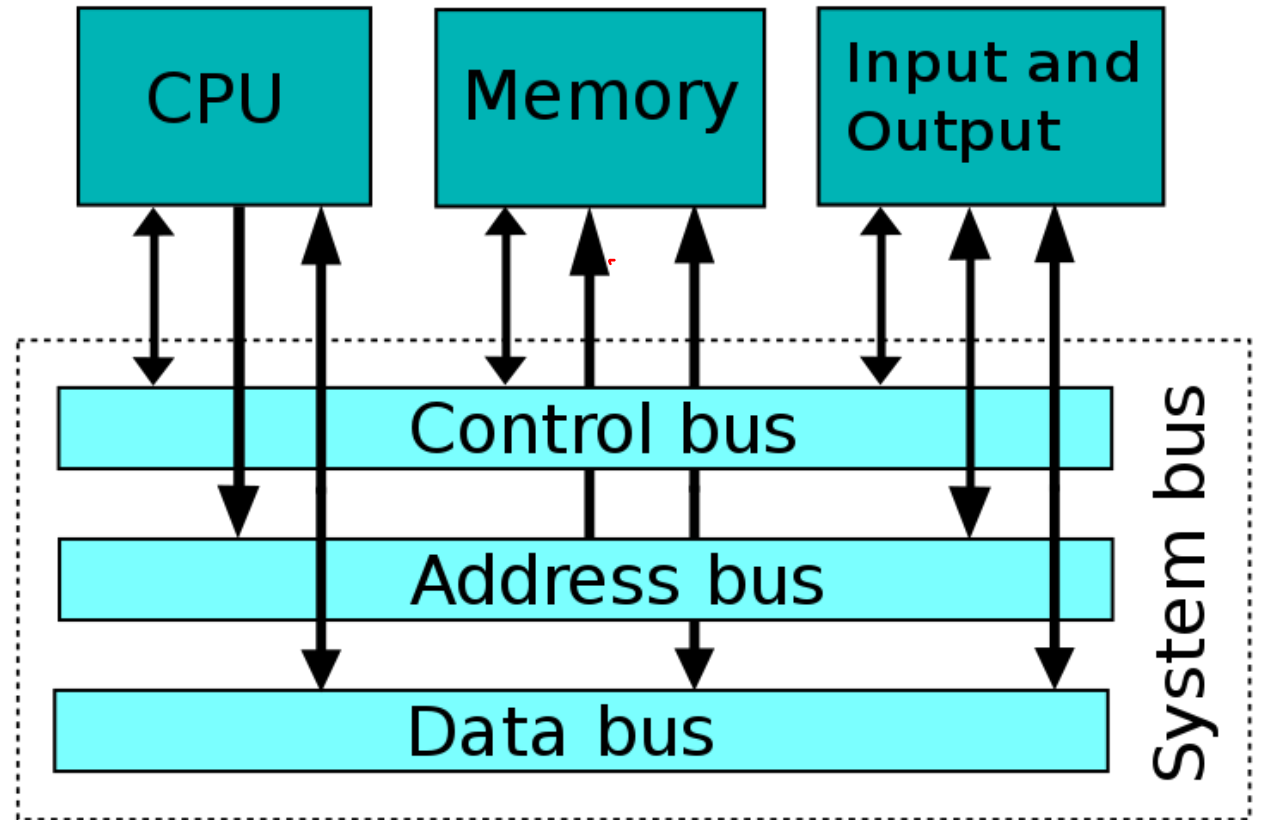 CPU
Memory
Input and
Output
Control bus
Address bus
Data bus
System bus